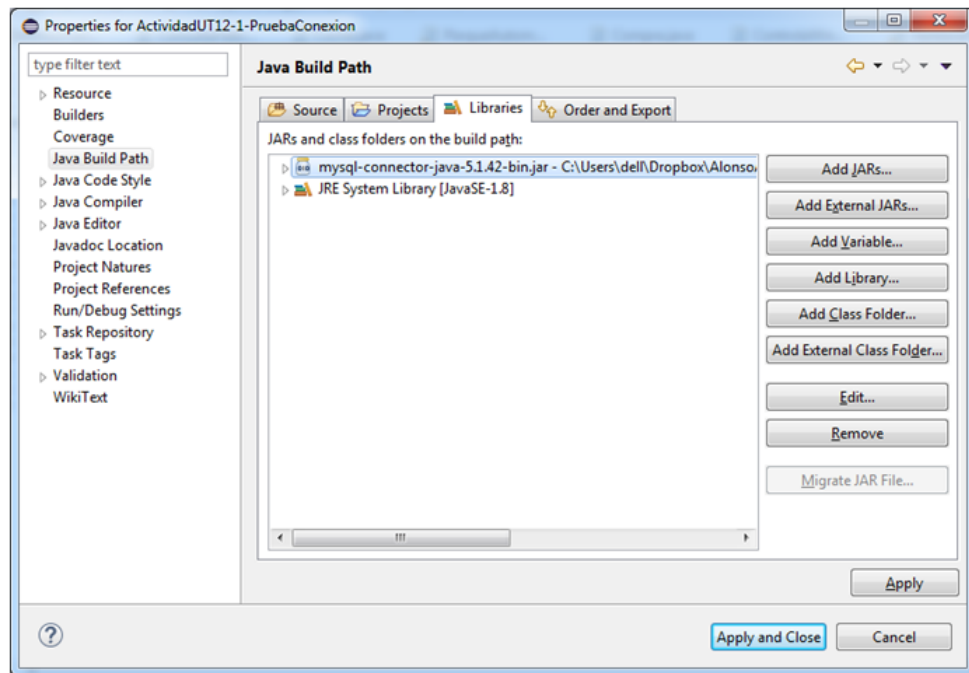 Properties for ActividadUT12-1-PruebaConexion
type filter text
Resource
Builders
Coverage
Java Build Path
Java Code Style
Java Compiler
Java Editor
Javadoc Location
Project Natures
Project References
Run/Debug Settings
Task Repository
Task Tags
Validation
WikiText
Java Build Path
Source
Projects
Libraries
Order and Export
JARs and class folders on the build path:
mysql-connector-java-5.1.42-bin.jar - C:\Users\dell\Dropbox\Alonso
JRE System Library [JavaSE-1.8]
Add JARs...
Add External JARs...
Add Variable...
Add Library...
Add Class Folder...
Add External Class Folder...
Edit...
Remove
Migrate JAR File...
Apply
Apply and Close
Cancel